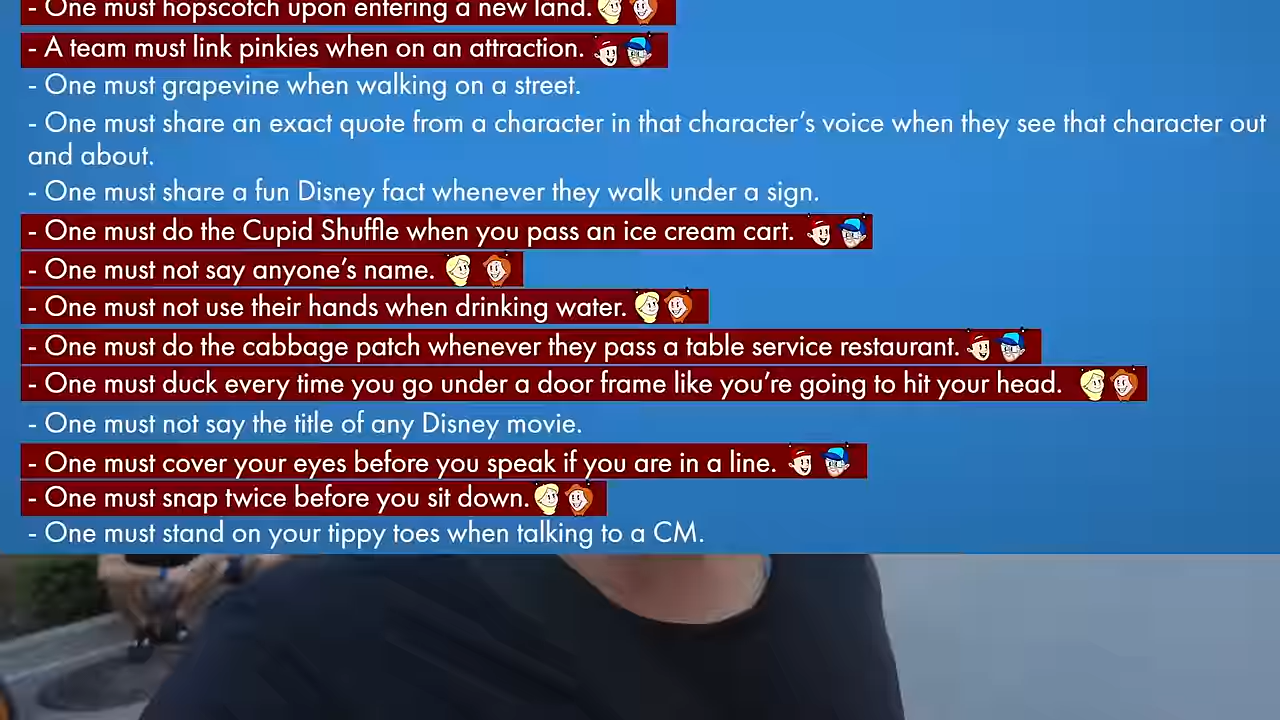 - One must hopscotch upon entering a new land.
- A team must link pinkies when on an attraction.
- One must grapevine when walking on a street.
- One must share an exact quote from a character in that character's voice when they see that character out
and about.
- One must share a fun Disney fact whenever they walk under a sign.
- One must do the Cupid Shuffle when you pass an ice cream cart.
- One must not say anyone's name.
- One must not use their hands when drinking water.
- One must do the cabbage patch whenever they pass a table service restaurant.
- One must duck every time you go under a door frame like you're going to hit your head.
- One must not say the title of any Disney movie.
- One must cover your eyes before you speak if you are in a line.
- One must snap twice before you sit down.
- One must stand on your tippy toes when talking to a CM.